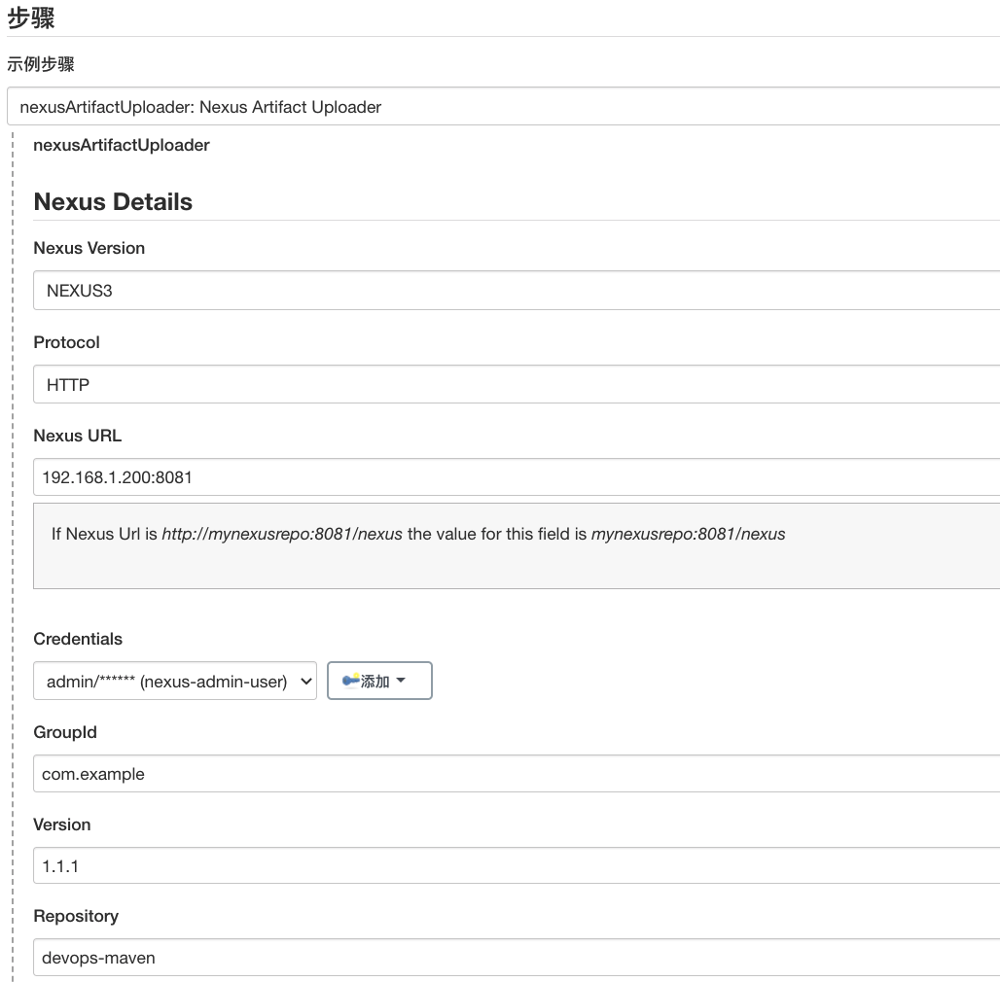 步骤
示例步骤
nexusArtifactUploader: Nexus Artifact Uploader
nexusArtifactUploader
Nexus Details
Nexus Version
NEXUS3
Protocol
HTTP
Nexus URL
192.168.1.200:8081
If Nexus Url is http://mynexusrepo:8081/nexus the value for this field is mynexusrepo:8081/nexus
Credentials
admin/****** (nexus-admin-user) 添加
GroupId
com.example
Version
1.1.1
Repository
devops-maven